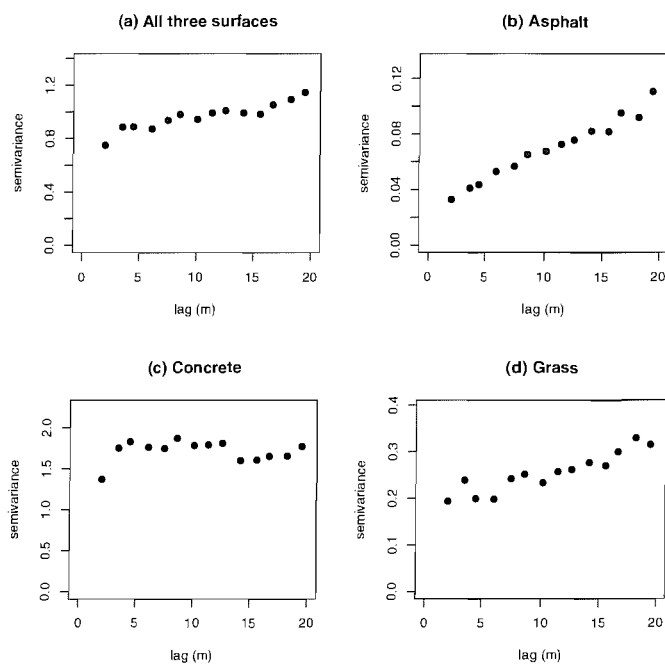 (a) All three surfaces
semivariance
0.0 0.4 0.8 1.2
0 5 10 15 20
lag (m)
(b) Asphalt
semivariance
0.00 0.04 0.08 0.12
0 5 10 15 20
lag (m)
(c) Concrete
semivariance
0.0 0.5 1.0 1.5 2.0
0 5 10 15 20
lag (m)
(d) Grass
semivariance
0.0 0.1 0.2 0.3 0.4
0 5 10 15 20
lag (m)